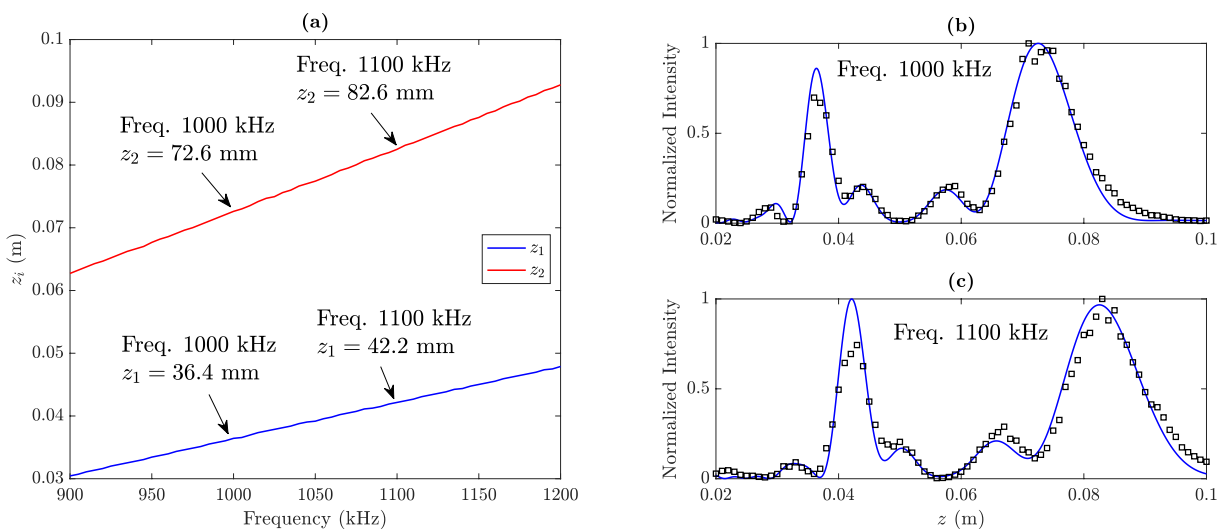 (a)
0.1
0.09
0.08
0.07
0.06
0.05
0.04
0.03
z_i (m)
900
950
1000
1050
1100
1150
1200
Frequency (kHz)
Freq. 1100 kHz
z_2 = 82.6 mm
Freq. 1000 kHz
z_2 = 72.6 mm
z_1
z_2
Freq. 1100 kHz
z_1 = 42.2 mm
Freq. 1000 kHz
z_1 = 36.4 mm
(b)
Normalized Intensity
1
0.5
0
Freq. 1000 kHz
0.02
0.04
0.06
0.08
0.1
(c)
Normalized Intensity
1
0.5
0
Freq. 1100 kHz
0.02
0.04
0.06
0.08
0.1
z (m)